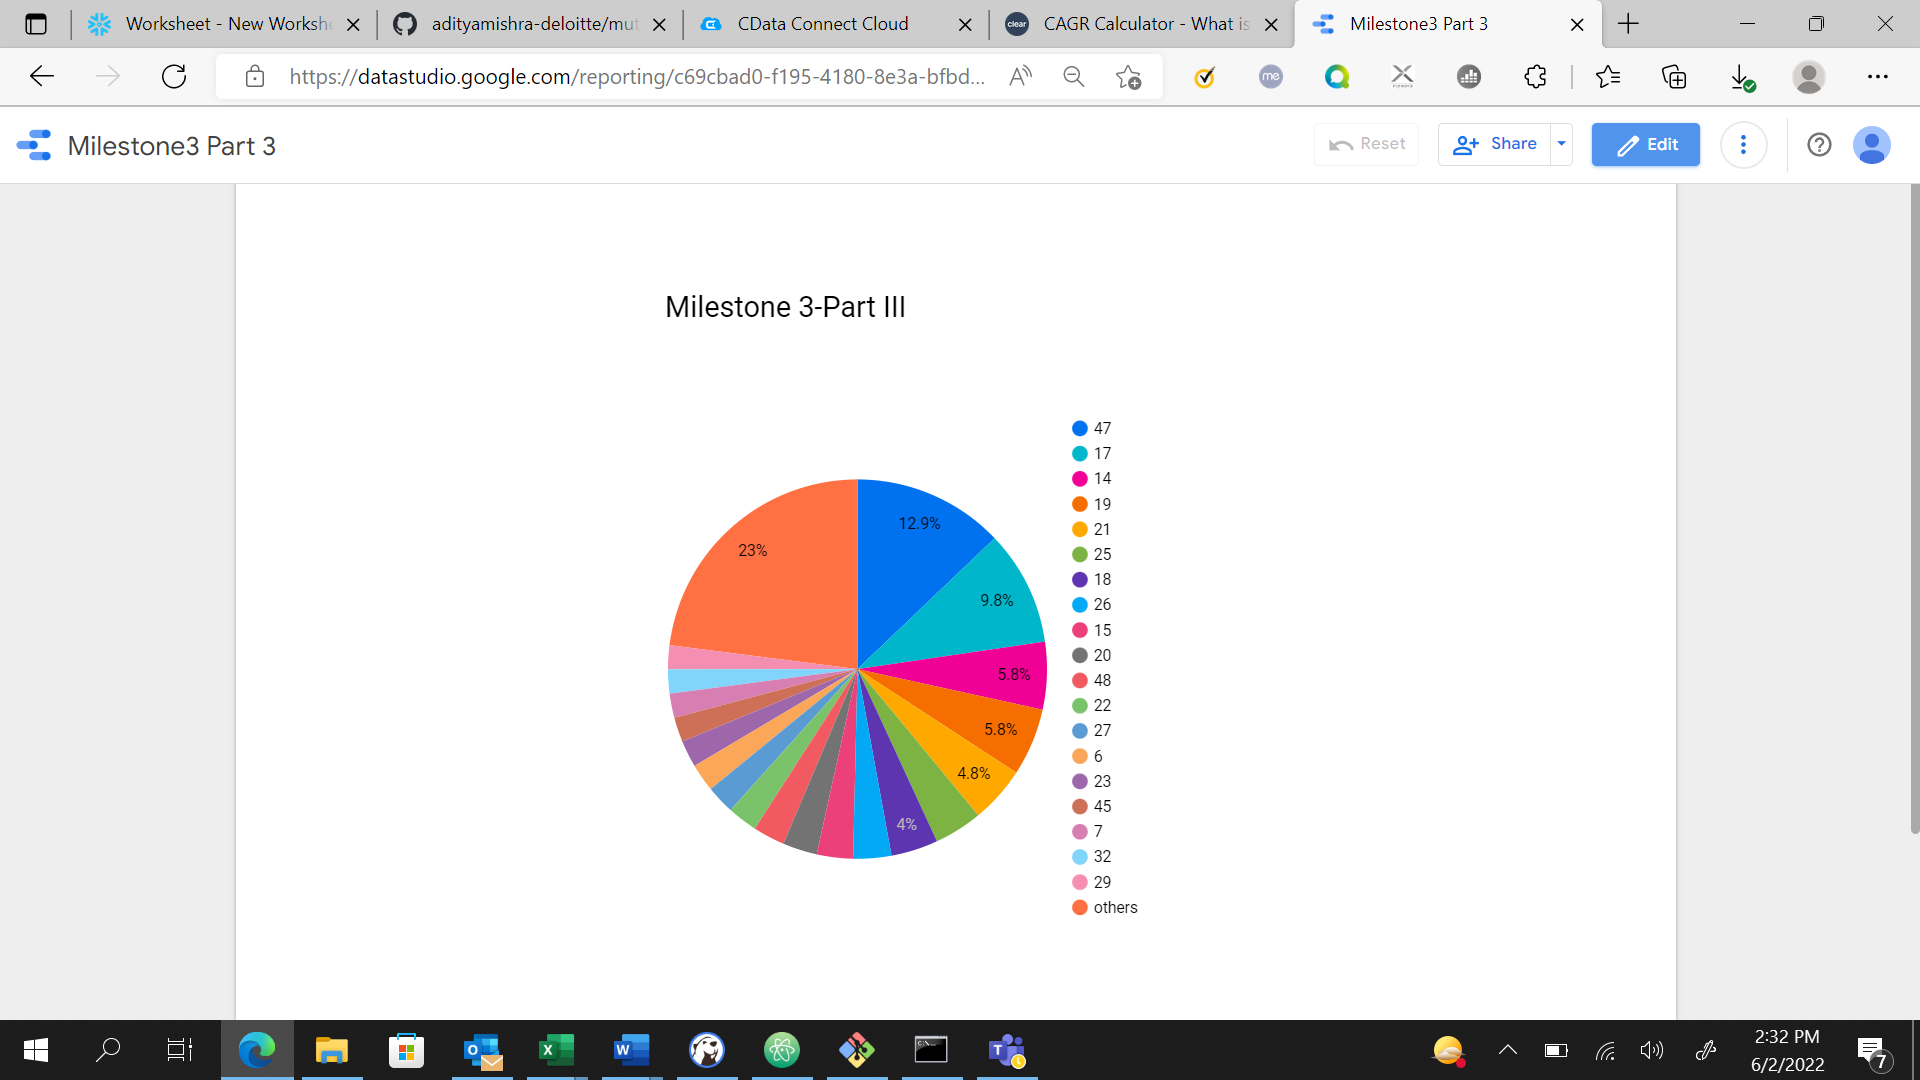 Worksheet - New Workshe
adityamishra-deloitte/mut
CData Connect Cloud
clear
CAGR Calculator - What is
Milestone3 Part 3
https://datastudio.google.com/reporting/c69cbad0-f195-4180-8e3a-bfbd...
me
Milestone3 Part 3
Reset
Share
Edit
Milestone 3-Part III
12.9%
23%
9.8%
5.8%
5.8%
4.8%
4%
47
17
14
19
21
25
18
26
15
20
48
22
27
6
23
45
7
32
29
others
2:32 PM
6/2/2022
7